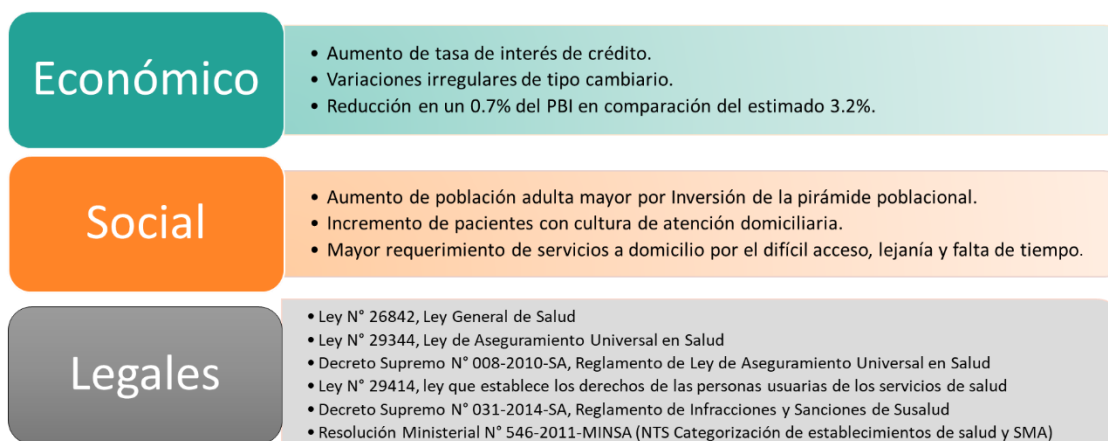 Económico
• Aumento de tasa de interés de crédito.
• Variaciones irregulares de tipo cambiario.
• Reducción en un 0.7% del PBI en comparación del estimado 3.2%.
Social
• Aumento de población adulta mayor por Inversión de la pirámide poblacional.
• Incremento de pacientes con cultura de atención domiciliaria.
• Mayor requerimiento de servicios a domicilio por el difícil acceso, lejanía y falta de tiempo.
Legales
• Ley N° 26842, Ley General de Salud
• Ley N° 29344, Ley de Aseguramiento Universal en Salud
• Decreto Supremo N° 008-2010-SA, Reglamento de Ley de Aseguramiento Universal en Salud
• Ley N° 29414, ley que establece los derechos de las personas usuarias de los servicios de salud
• Decreto Supremo N° 031-2014-SA, Reglamento de Infracciones y Sanciones de Susalud
• Resolución Ministerial N° 546-2011-MINSA (NTS Categorización de establecimientos de salud y SMA)